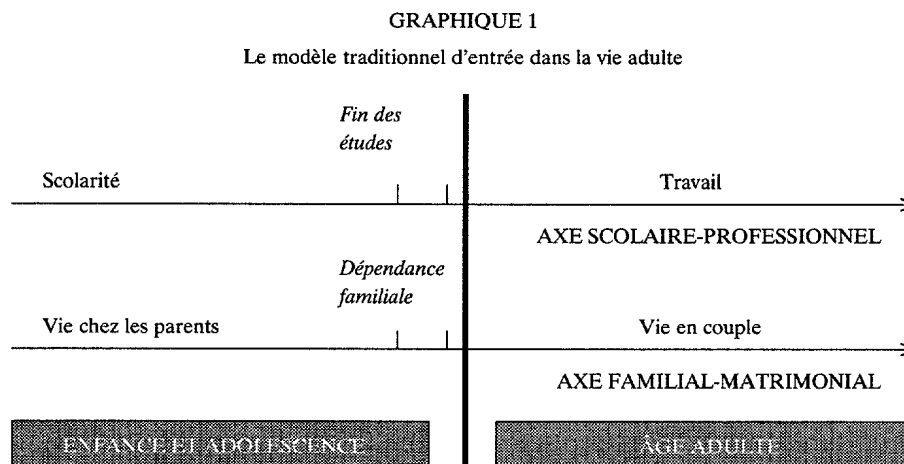 GRAPHIQUE 1
Le modèle traditionnel d'entrée dans la vie adulte
Fin des
études
Scolarité
Travail
AXE SCOLAIRE-PROFESSIONNEL
Dépendance
familiale
Vie chez les parents
Vie en couple
AXE FAMILIAL-MATRIMONIAL
ENFANCE ET ADOLESCENCE
ÂGE ADULTE